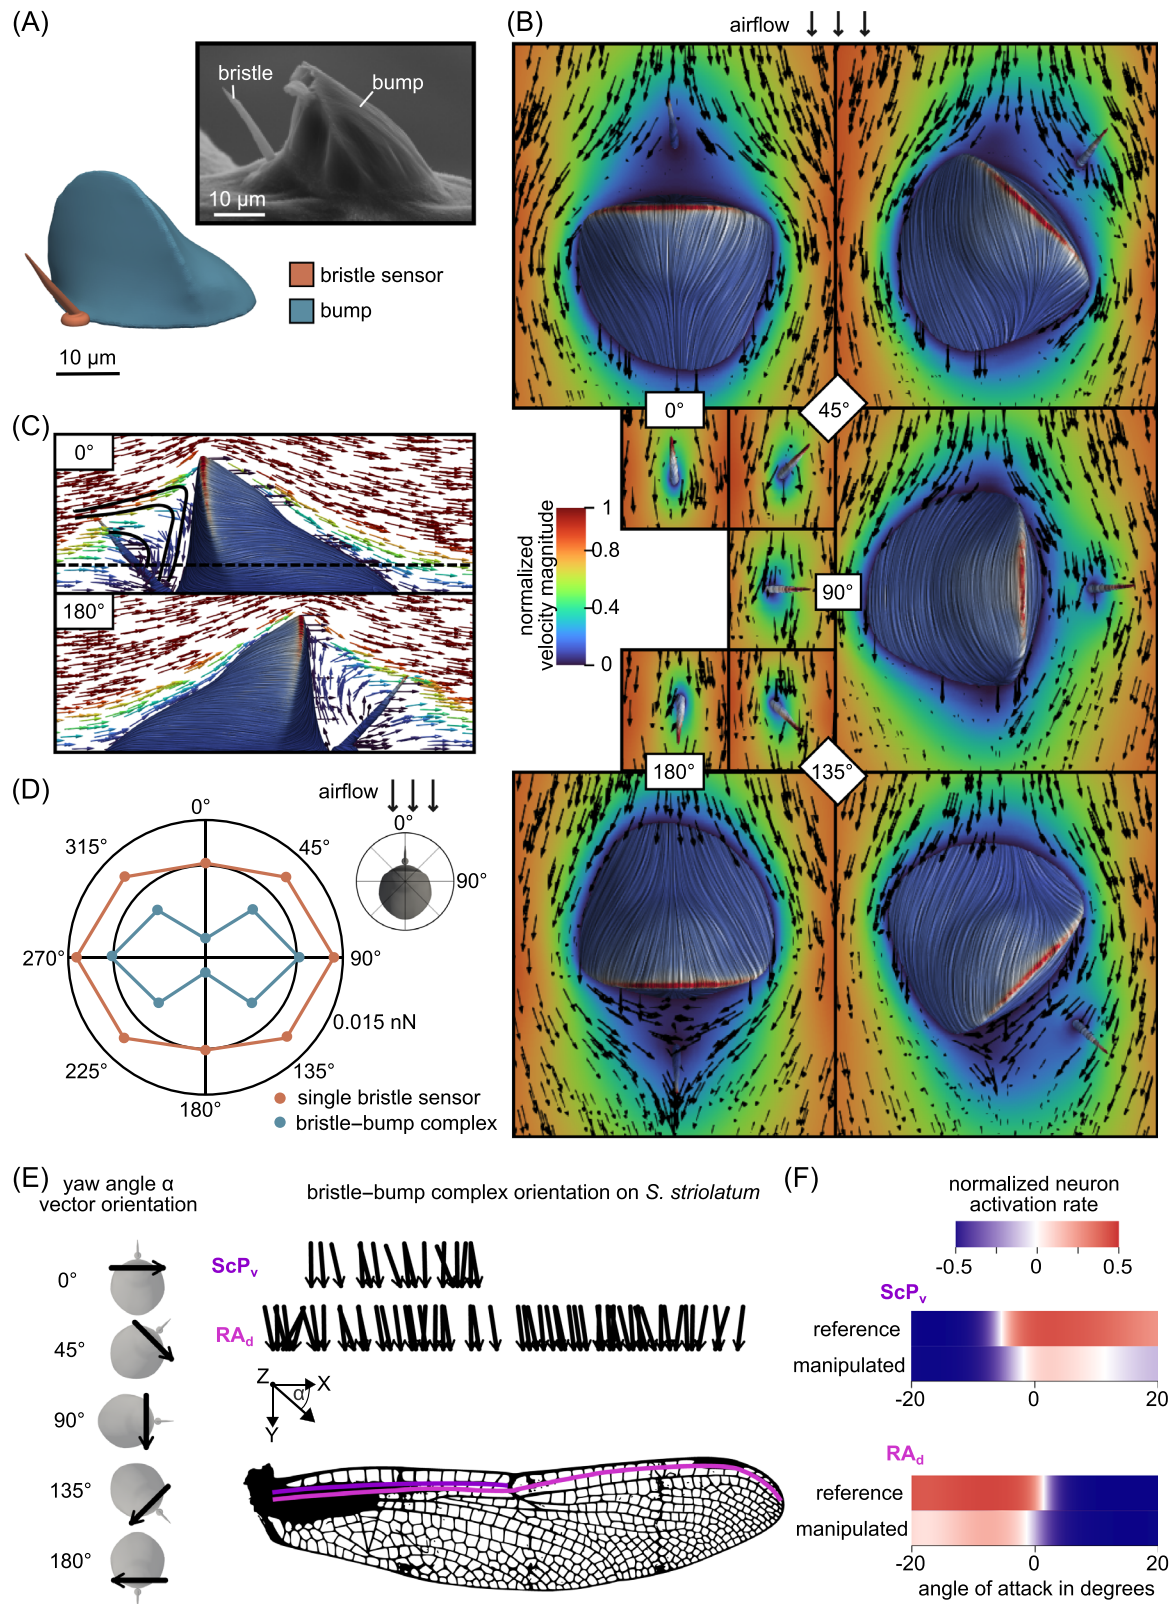 (A)
bristle
bump
10 µm
bristle sensor
bump
10 µm
(B)
airflow
0°
45°
90°
180°
135°
normalized
velocity magnitude
1
0.8
0.4
0
(C)
0°
180°
(D)
airflow
0°
90°
0°
45°
90°
0.015 nN
135°
180°
225°
270°
315°
single bristle sensor
bristle–bump complex
(E)
yaw angle α
vector orientation
0°
45°
90°
135°
180°
bristle–bump complex orientation on S. striolatum
ScPv
RAd
Z
X
α
Y
(F)
normalized neuron
activation rate
-0.5
0
0.5
ScPv
reference
manipulated
-20
0
20
RAd
reference
manipulated
-20
0
20
angle of attack in degrees